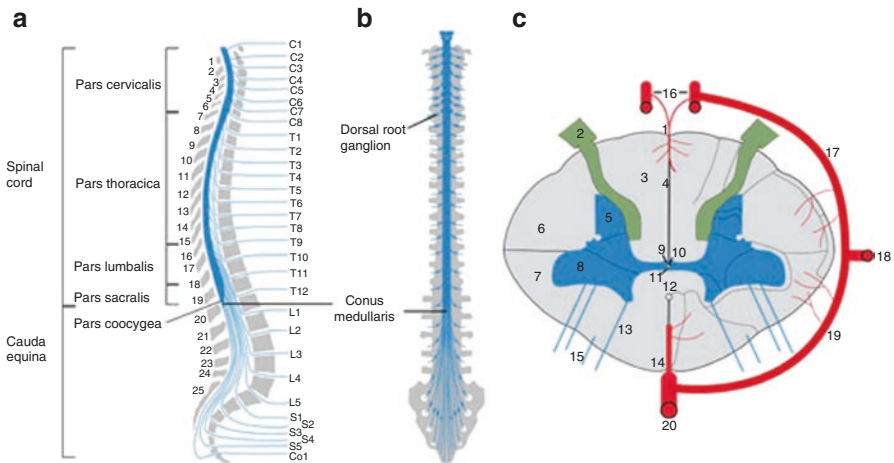 a
b
c
Spinal
cord
Cauda
equina
Pars cervicalis
Pars thoracica
Pars lumbalis
Pars sacralis
Pars coocygea
1
2
3
4
5
6
7
8
9
10
11
12
13
14
15
16
17
18
19
20
21
22
23
24
25
C1
C2
C3
C4
C5
C6
C7
C8
T1
T2
T3
T4
T5
T6
T7
T8
T9
T10
T11
T12
L1
L2
L3
L4
L5
S1
S2
S3
S4
S5
Co1
Dorsal root
ganglion
Conus
medullaris
16
1
2
17
3
4
5
6
9
10
18
7
8
11
12
13
19
15
14
20